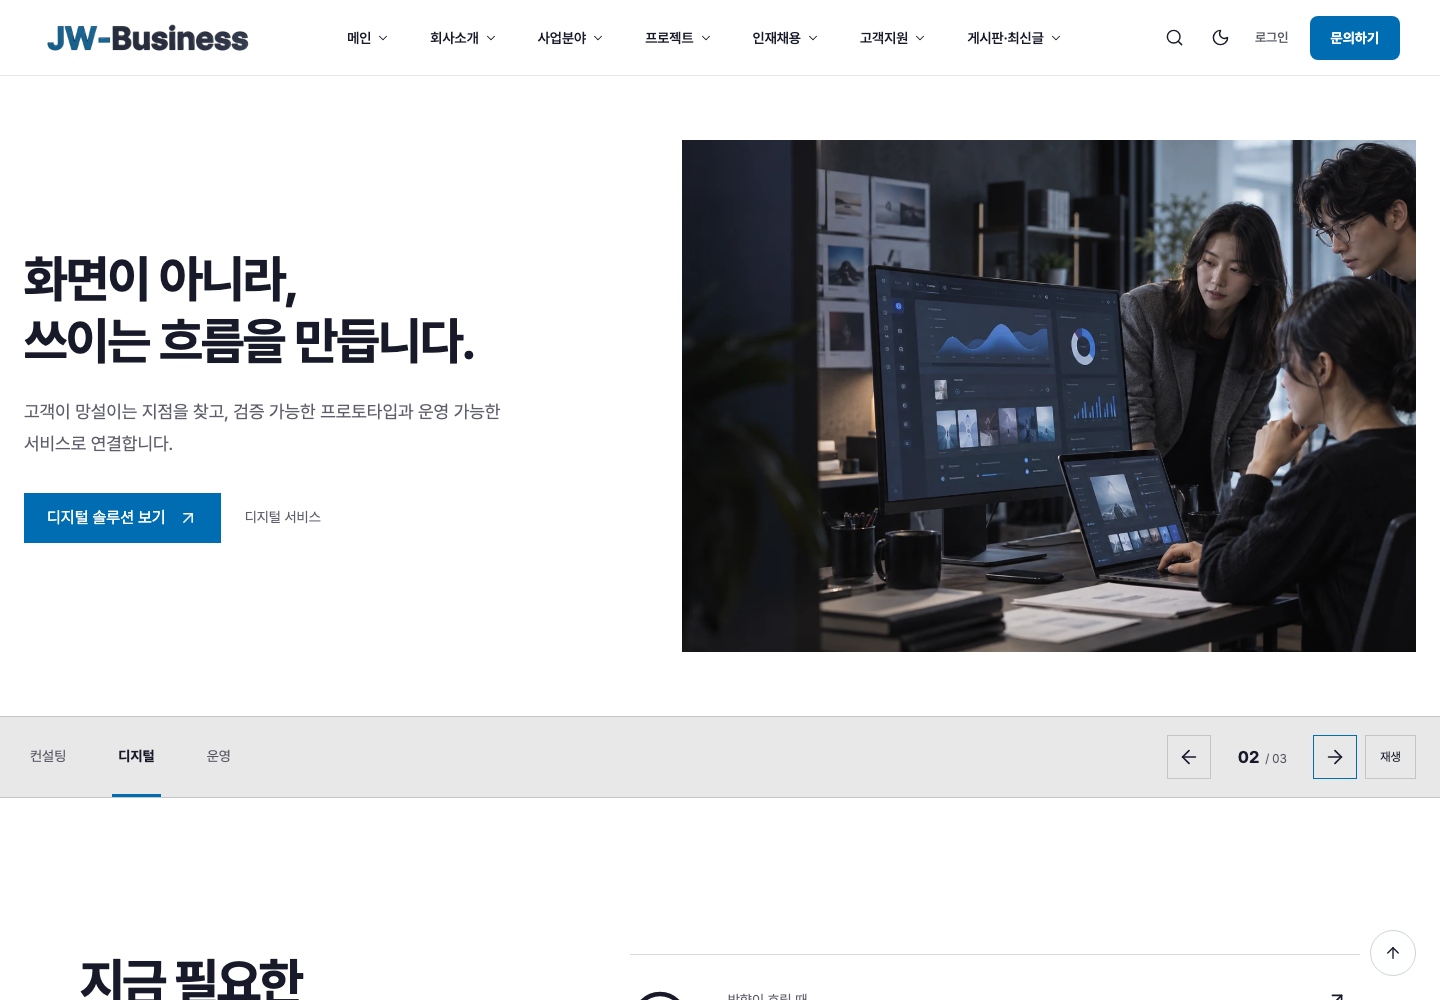 JW-Business
메인
회사소개
사업분야
프로젝트
인재채용
고객지원
게시판·최신글
로그인
문의하기
화면이 아니라,
쓰이는 흐름을 만듭니다.
고객이 망설이는 지점을 찾고, 검증 가능한 프로토타입과 운영 가능한
서비스로 연결합니다.
디지털 솔루션 보기
디지털 서비스
컨설팅
디지털
운영
02 / 03
재생
지금 필요한
방향이 흐릴 때